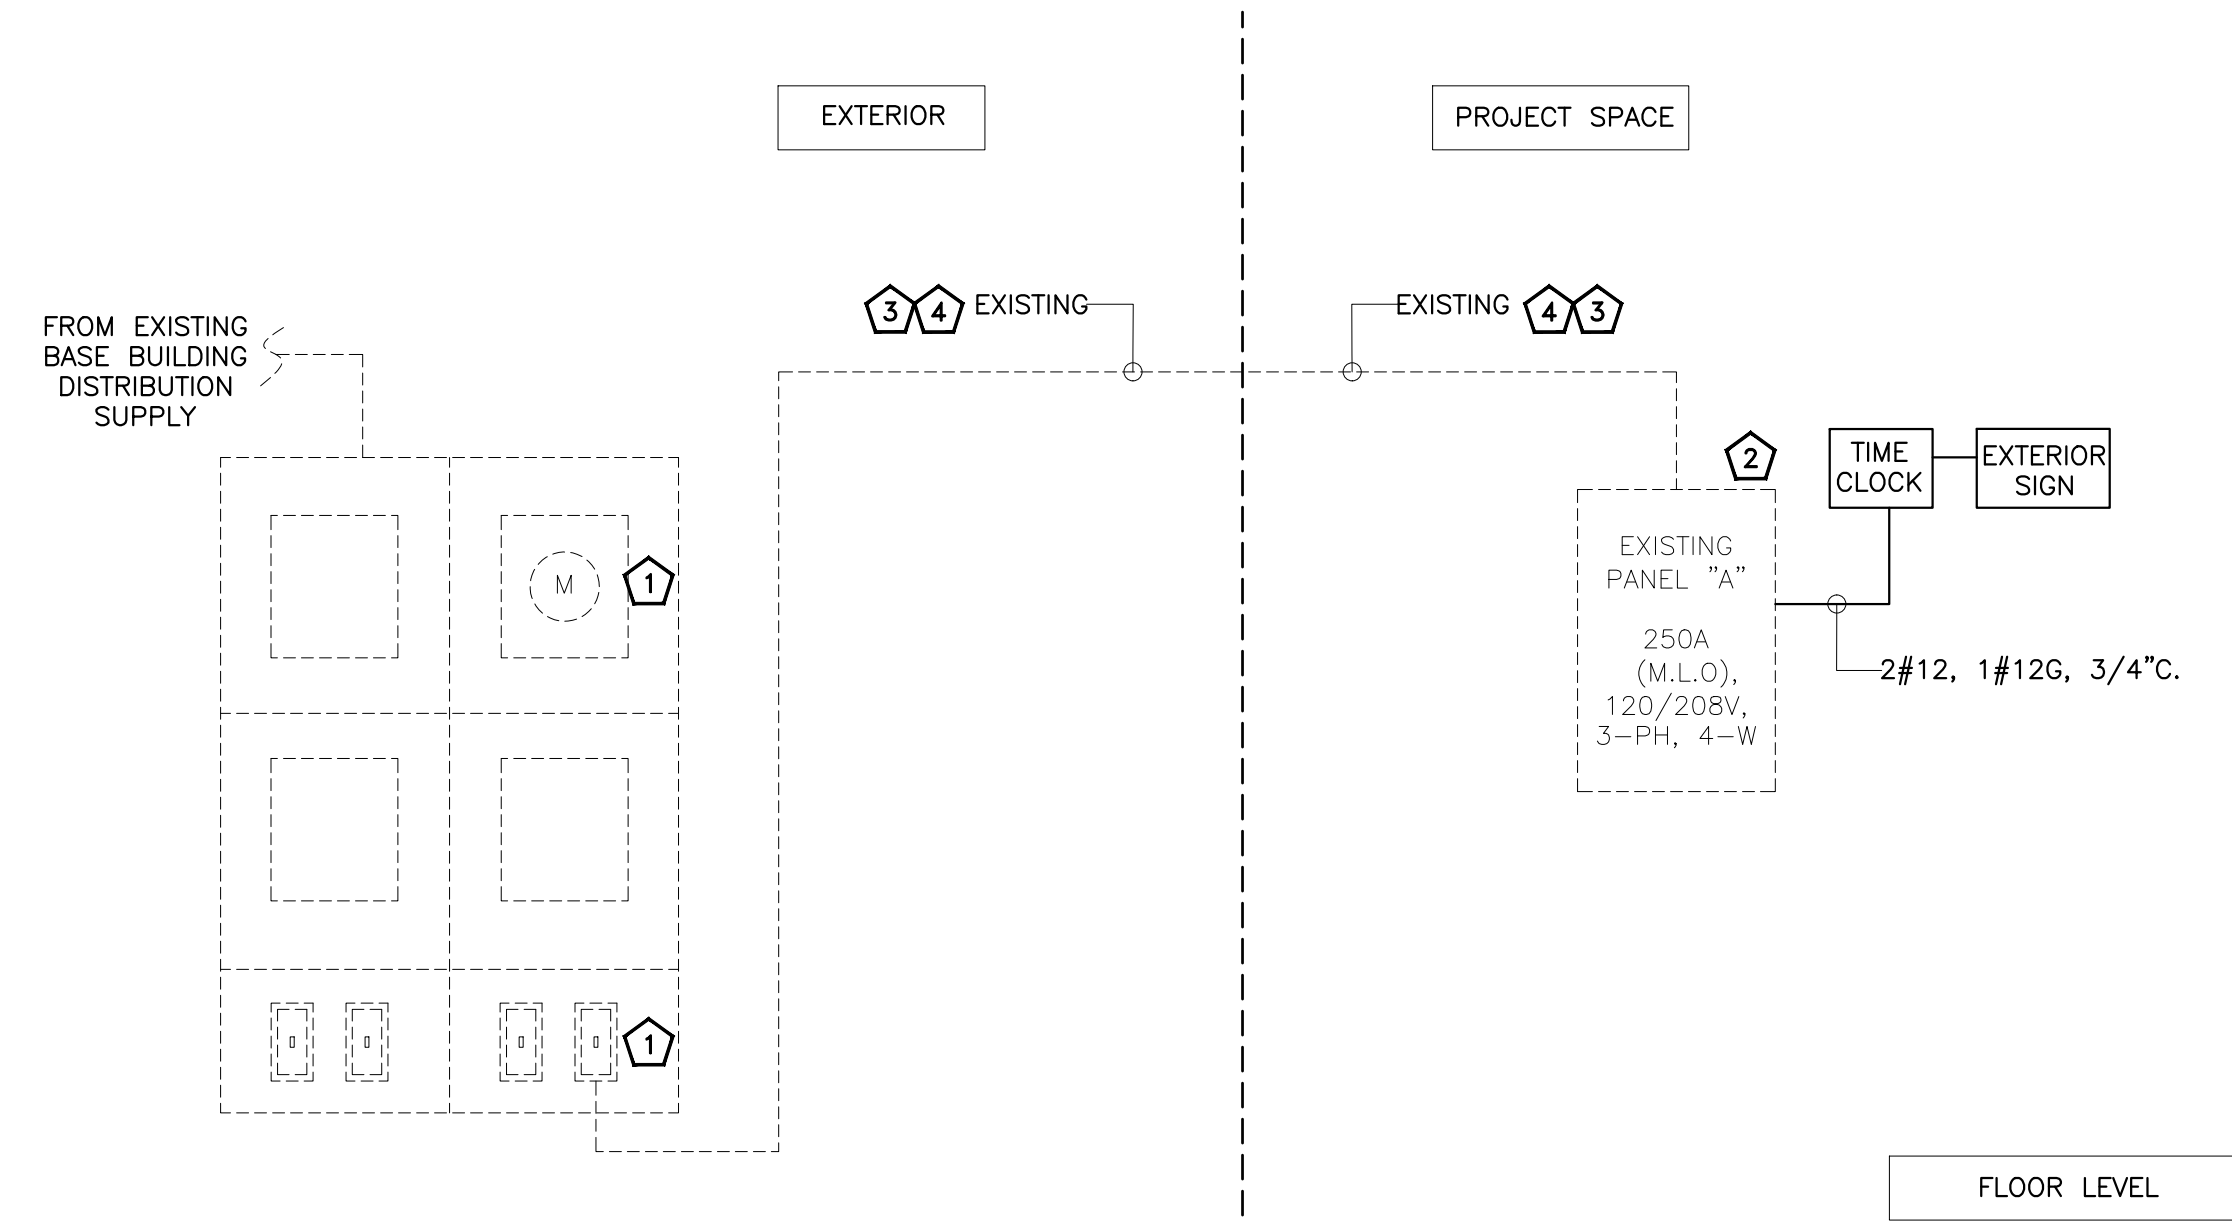 EXTERIOR
PROJECT SPACE
3 4 EXISTING
EXISTING 4 3
FROM EXISTING
BASE BUILDING
DISTRIBUTION
SUPPLY
2
TIME
CLOCK
EXTERIOR
SIGN
M
1
EXISTING
PANEL "A"
250A
(M.L.O),
120/208V,
3-PH, 4-W
2#12, 1#12G, 3/4"C.
1
FLOOR LEVEL